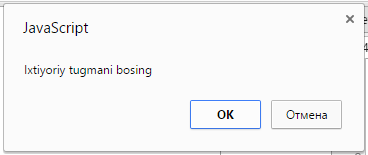 JavaScript
Ixtiyoriy tugmani bosing
OK
Отмена